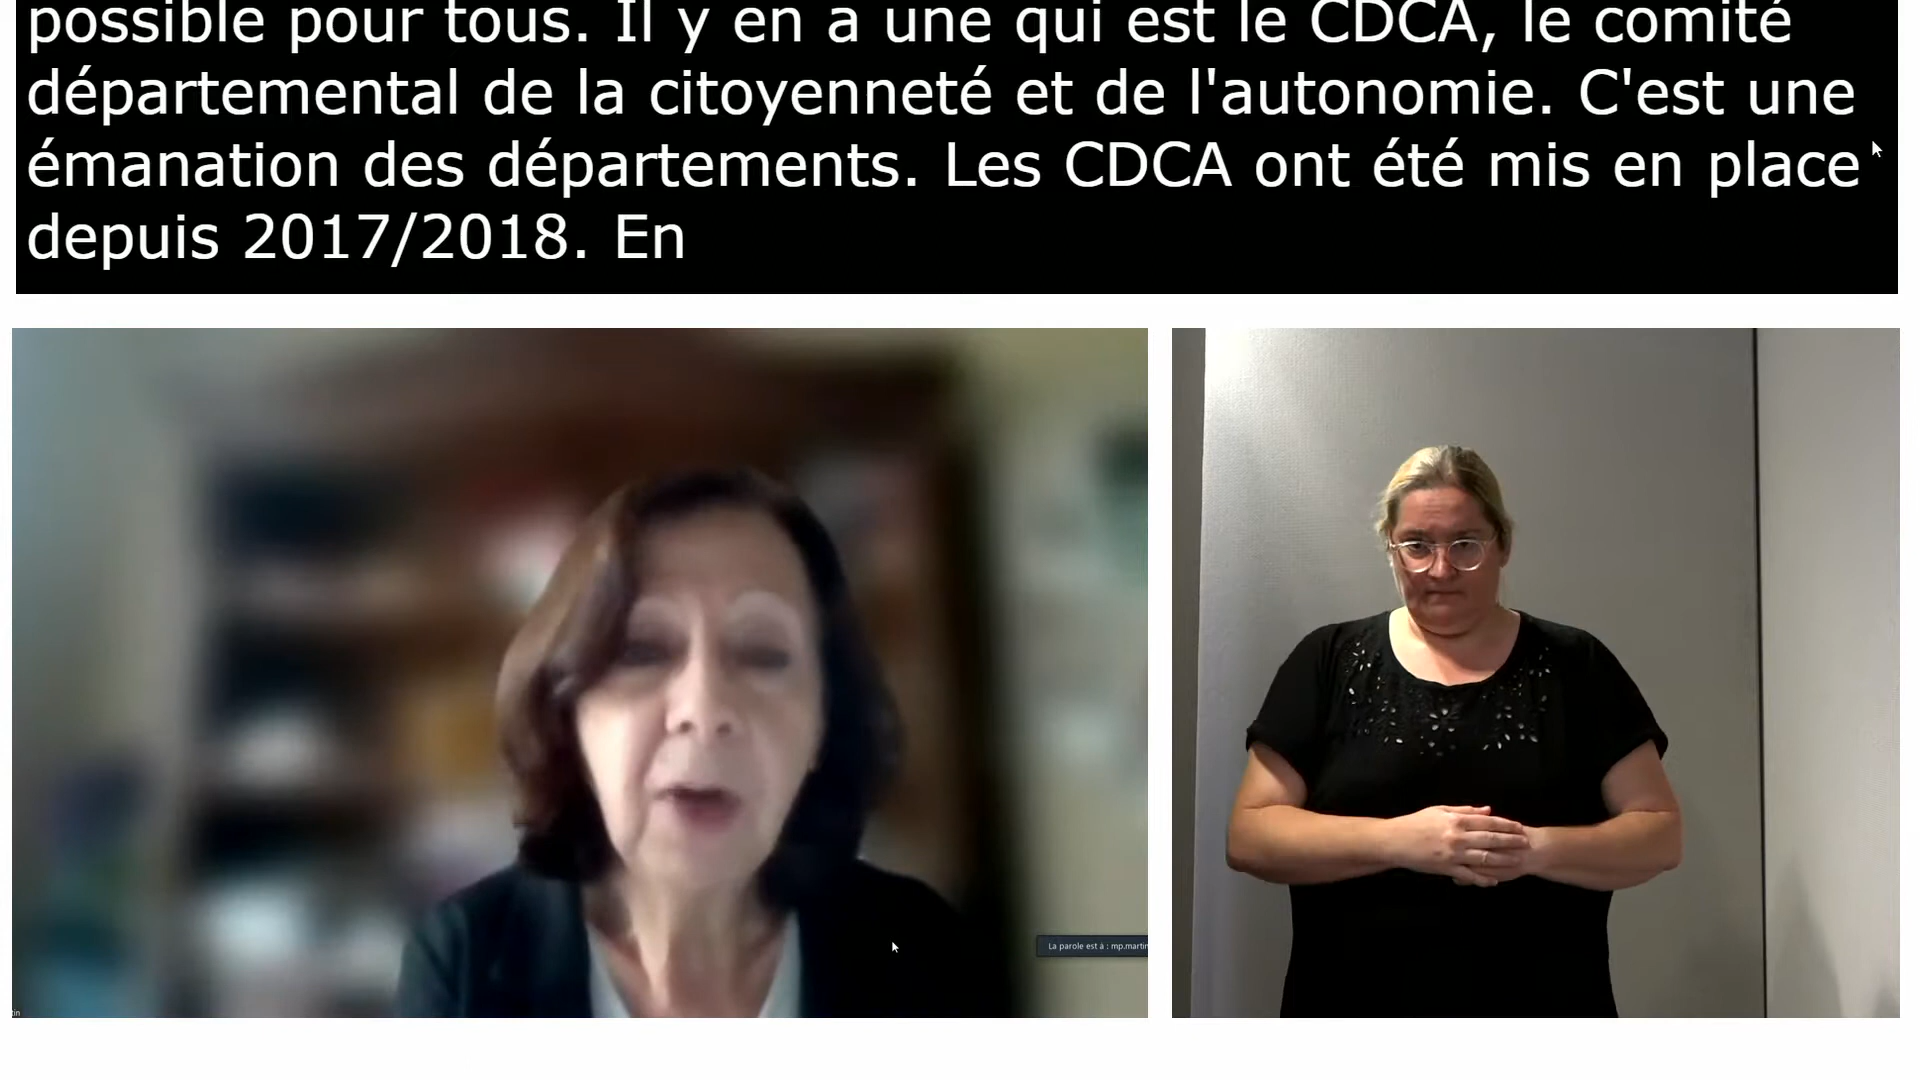 possible pour tous. Il y en a une qui est le CDCA, le comité
départemental de la citoyenneté et de l'autonomie. C'est une
émanation des départements. Les CDCA ont été mis en place
depuis 2017/2018. En
La parole est à : mp.martin